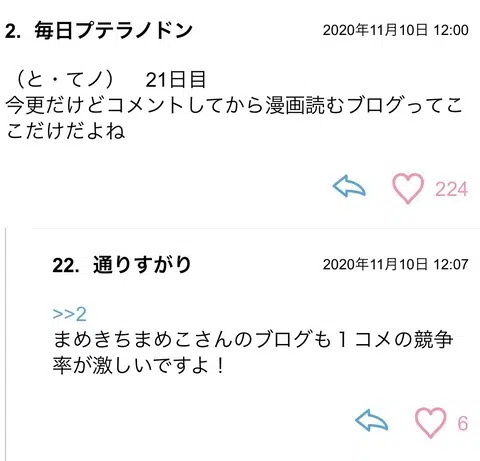 2. 毎日プテラノドン 2020年11月10日 12:00
（と・てノ） 21日目
今更だけどコメントしてから漫画読むブログってこ
こだけだよね
224
22. 通りすがり 2020年11月10日 12:07
>>2
まめきちまめこさんのブログも１コメの競争
率が激しいですよ！
6